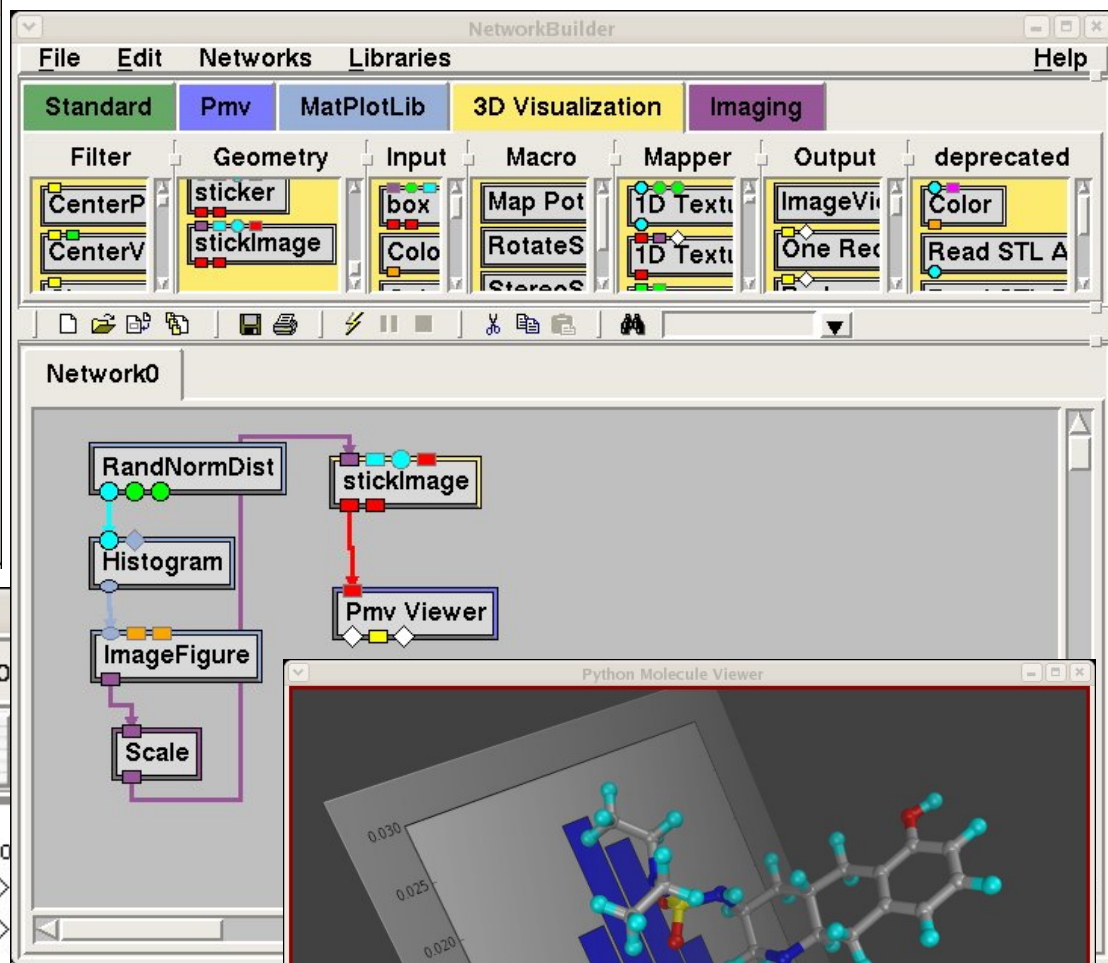 NetworkBuilder
File Edit Networks Libraries Help
Standard Pmv MatPlotLib 3D Visualization Imaging
Filter Geometry Input Macro Mapper Output deprecated
CenterP sticker box Map Pot 1D Textu ImageVi Color
CenterV stickImage Colo RotateS 1D Textu One Rec Read STL A
StereoS
Network0
RandNormDist
stickImage
Histogram
Pmv Viewer
ImageFigure
Scale
Python Molecule Viewer
0.030
0.025
0.020